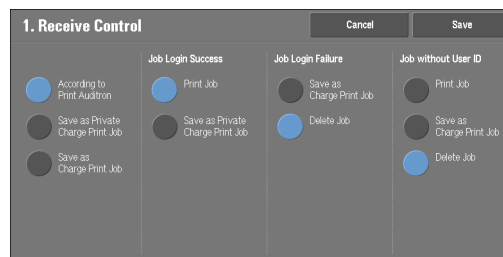 1. Receive Control
Cancel
Save
According to
Print Auditron
Save as Private
Charge Print Job
Save as
Charge Print Job
Job Login Success
Print Job
Save as Private
Charge Print Job
Job Login Failure
Save as
Charge Print Job
Delete Job
Job without User ID
Print Job
Save as
Charge Print Job
Delete Job